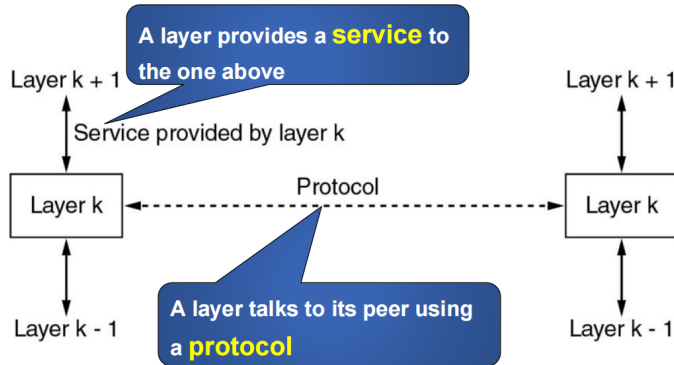 A layer provides a service to
the one above
Layer k + 1
Layer k + 1
Service provided by layer k
Protocol
Layer k
Layer k
A layer talks to its peer using
a protocol
Layer k - 1
Layer k - 1